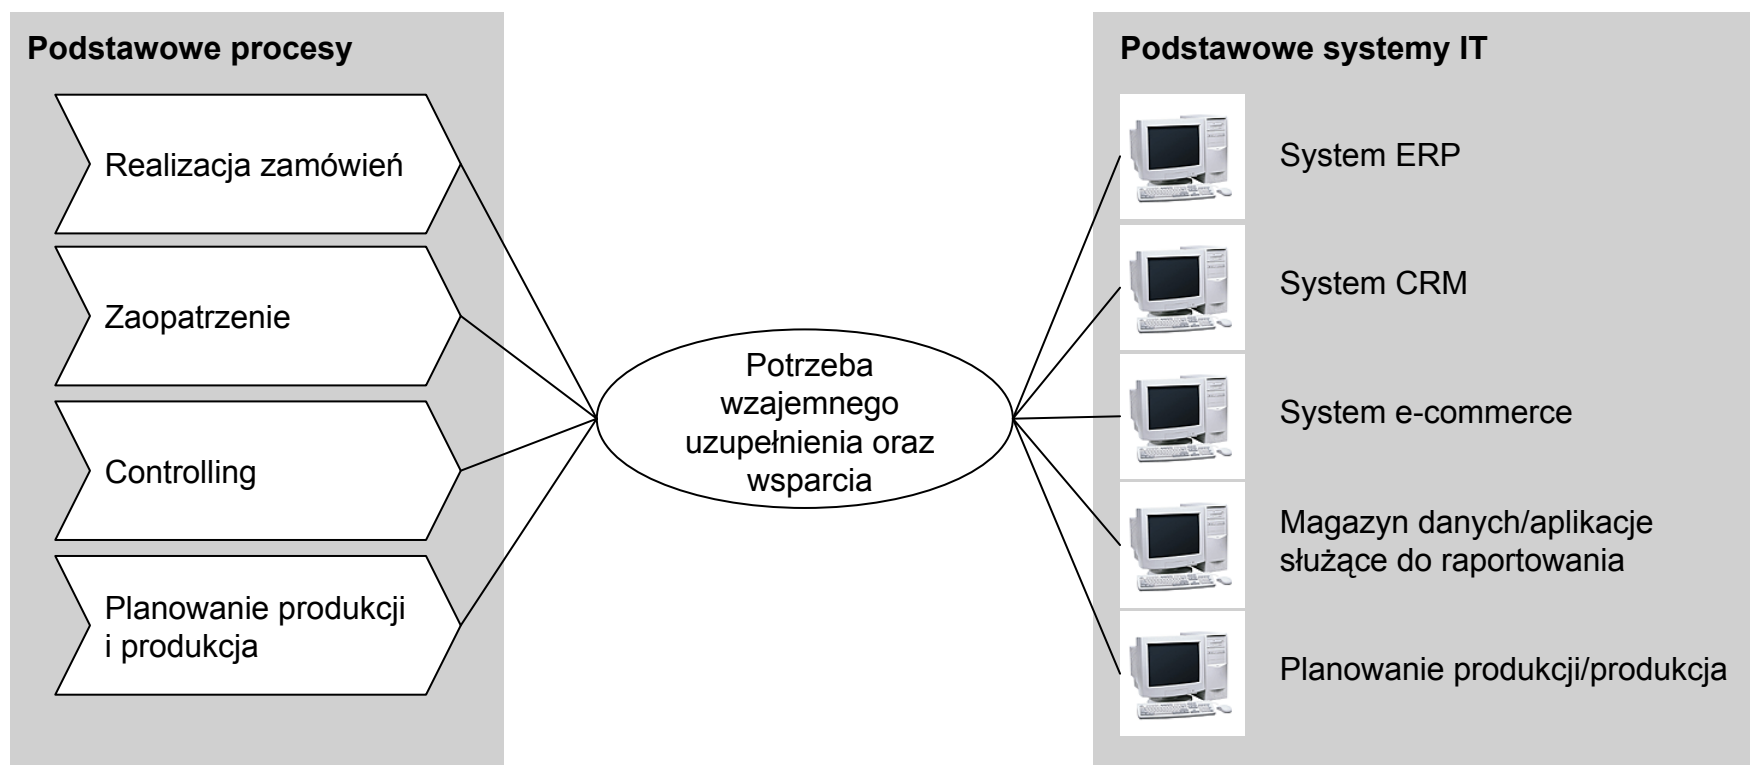 Podstawowe procesy
Realizacja zamówień
Zaopatrzenie
Controlling
Planowanie produkcji
i produkcja
Potrzeba
wzajemnego
uzupełnienia oraz
wsparcia
Podstawowe systemy IT
System ERP
System CRM
System e-commerce
Magazyn danych/aplikacje
służące do raportowania
Planowanie produkcji/produkcja